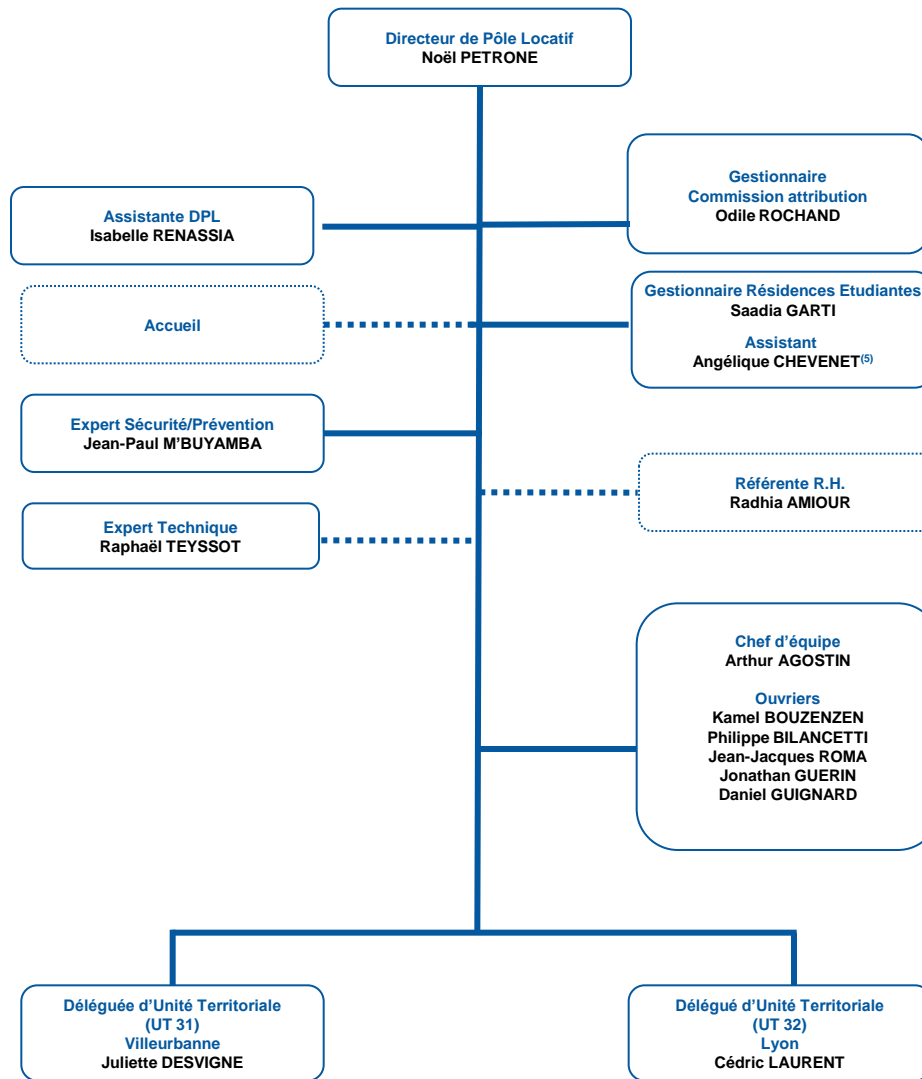 Directeur de Pôle Locatif
Noël PETRONE
Gestionnaire
Commission attribution
Odile ROCHAND
Assistante DPL
Isabelle RENASSIA
Gestionnaire Résidences Etudiantes
Saadia GARTI
Assistant
Angélique CHEVENET(5)
Accueil
Expert Sécurité/Prévention
Jean-Paul M’BUYAMBA
Référente R.H.
Radhia AMIOUR
Expert Technique
Raphaël TEYSSOT
Chef d’équipe
Arthur AGOSTIN
Ouvriers
Kamel BOUZENZEN
Philippe BILANCETTI
Jean-Jacques ROMA
Jonathan GUERIN
Daniel GUIGNARD
Déléguée d’Unité Territoriale
(UT 31)
Villeurbanne
Juliette DESVIGNE
Délégué d’Unité Territoriale
(UT 32)
Lyon
Cédric LAURENT